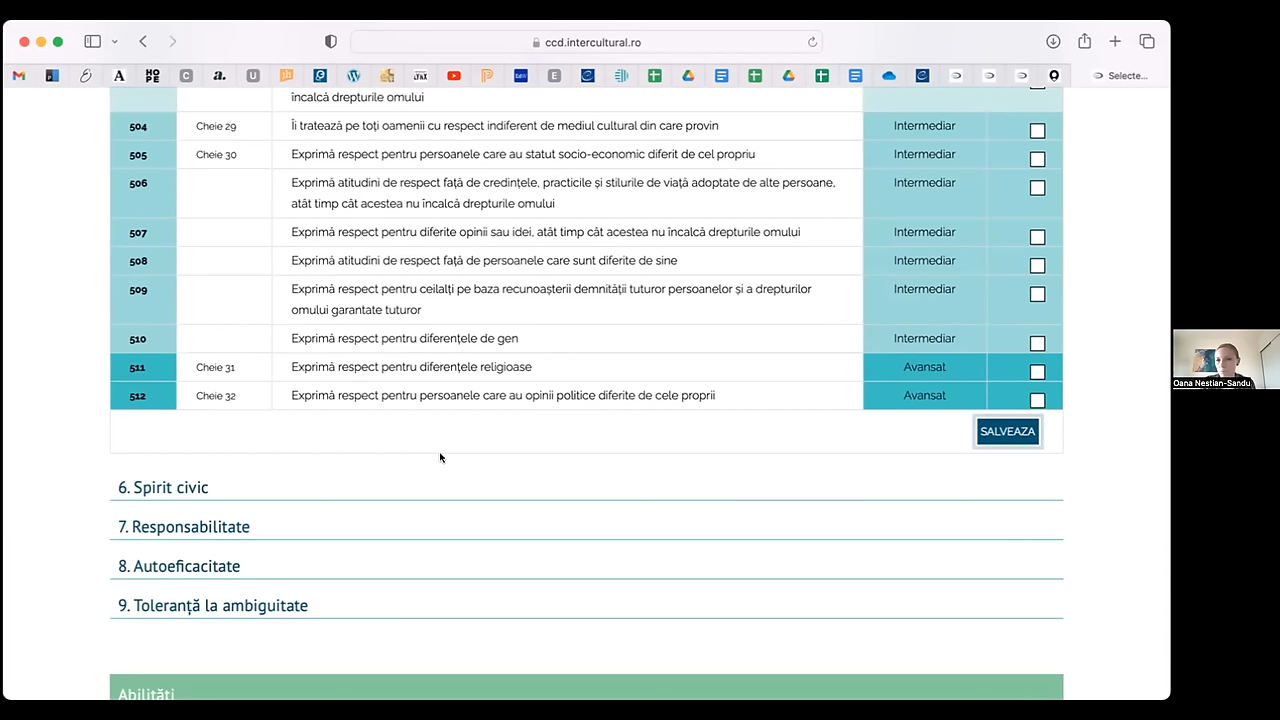 ccd.intercultural.ro
Selecte...
încalcă drepturile omului
504 Cheie 29 Îi tratează pe toți oamenii cu respect indiferent de mediul cultural din care provin Intermediar
505 Cheie 30 Exprimă respect pentru persoanele care au statut socio-economic diferit de cel propriu Intermediar
506 Exprimă atitudini de respect față de credințele, practicile și stilurile de viață adoptate de alte persoane, Intermediar
atât timp cât acestea nu încalcă drepturile omului
507 Exprimă respect pentru diferite opinii sau idei, atât timp cât acestea nu încalcă drepturile omului Intermediar
508 Exprimă atitudini de respect față de persoanele care sunt diferite de sine Intermediar
509 Exprimă respect pentru ceilalți pe baza recunoașterii demnității tuturor persoanelor și a drepturilor Intermediar
omului garantate tuturor
510 Exprimă respect pentru diferențele de gen Intermediar
511 Cheie 31 Exprimă respect pentru diferențele religioase Avansat
512 Cheie 32 Exprimă respect pentru persoanele care au opinii politice diferite de cele proprii Avansat
SALVEAZA
6. Spirit civic
7. Responsabilitate
8. Autoeficacitate
9. Toleranță la ambiguitate
Abilităti
Oana Nestian-Sandu